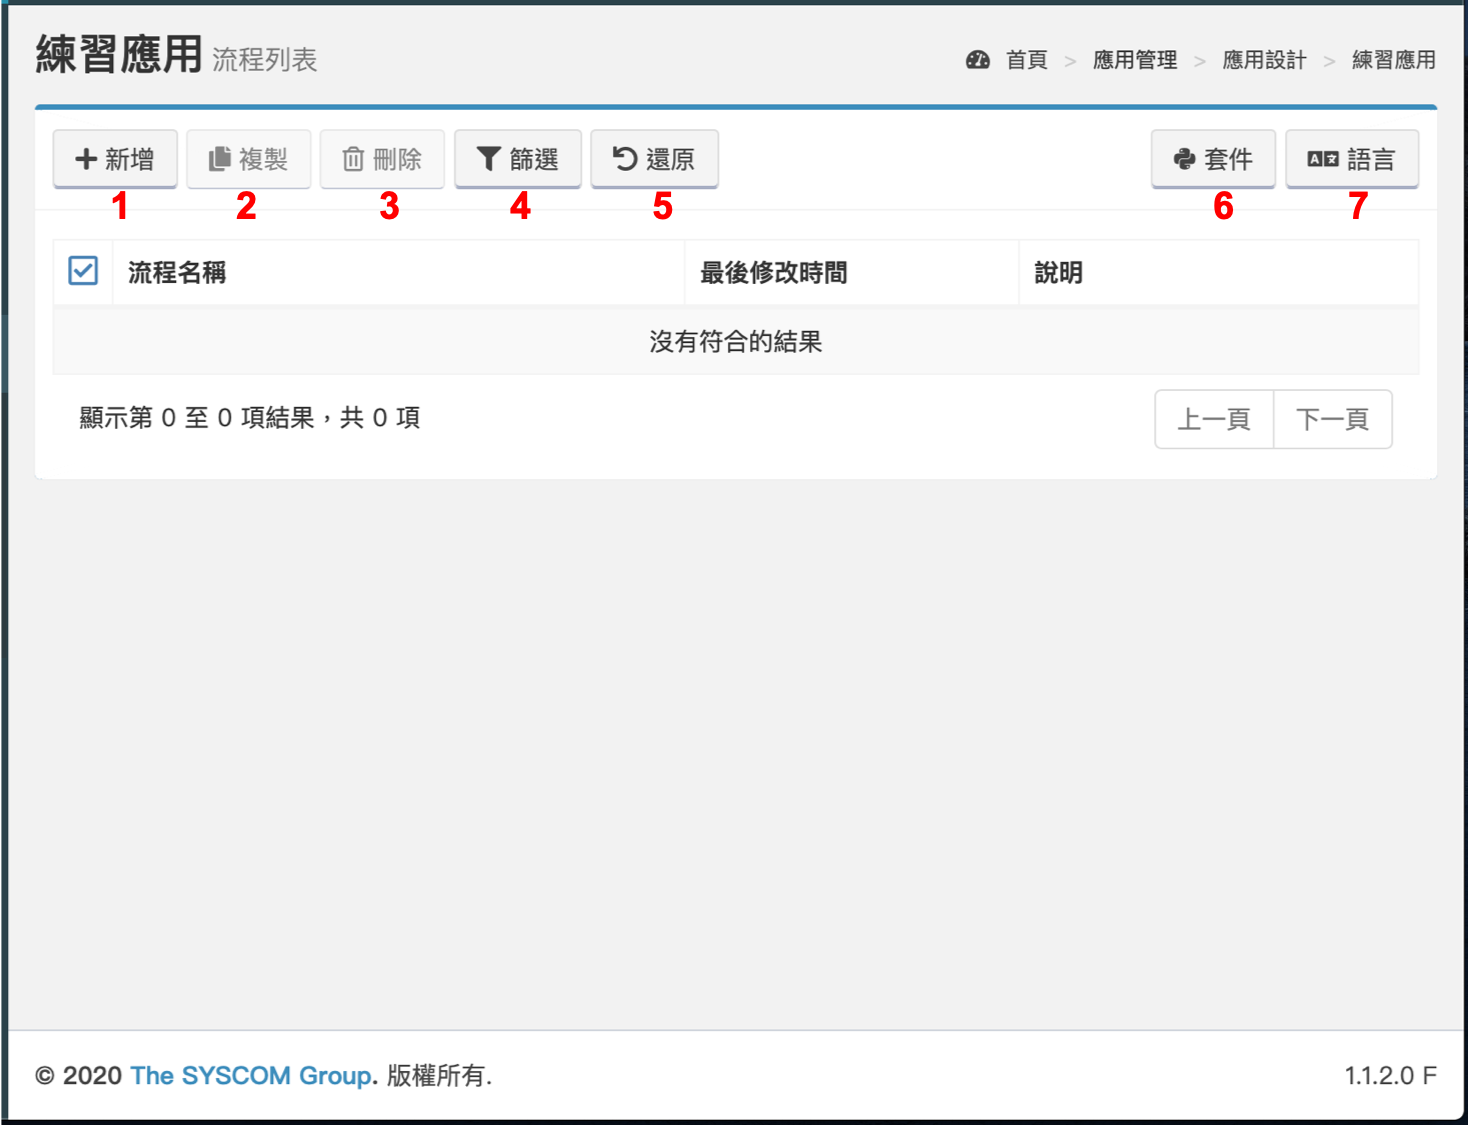 練習應用 流程列表
首頁 > 應用管理 > 應用設計 > 練習應用
新增 複製 刪除 篩選 還原 套件 語言
1 2 3 4 5 6 7
流程名稱 最後修改時間 說明
沒有符合的結果
顯示第 0 至 0 項結果，共 0 項 上一頁 下一頁
© 2020 The SYSCOM Group. 版權所有. 1.1.2.0 F